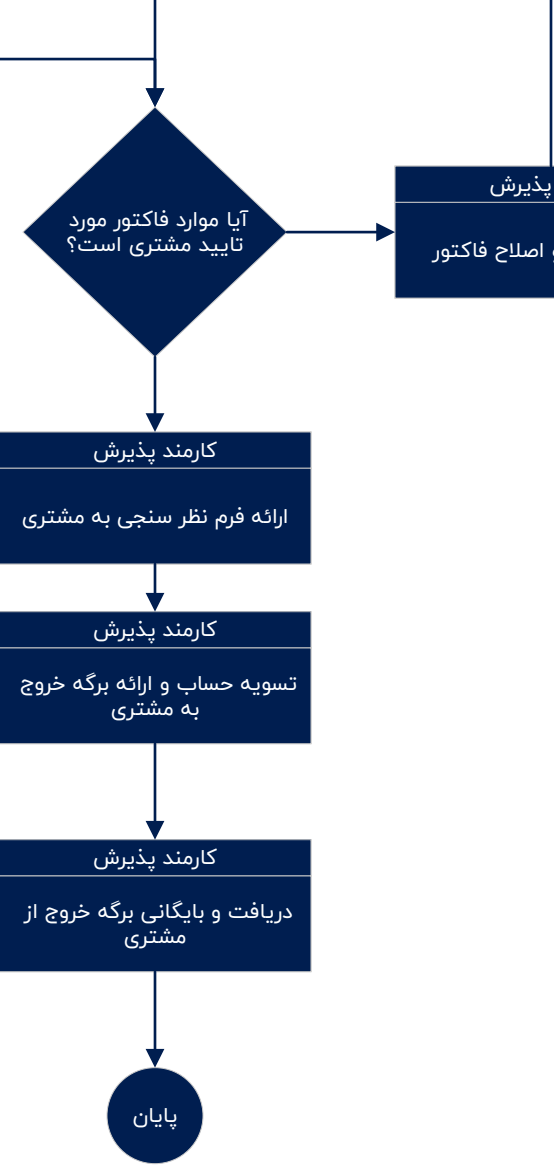 آیا موارد فاکتور مورد
تایید مشتری است؟
پذیرش
اصلاح فاکتور
کارمند پذیرش
ارائه فرم نظر سنجی به مشتری
کارمند پذیرش
تسویه حساب و ارائه برگه خروج
به مشتری
کارمند پذیرش
دریافت و بایگانی برگه خروج از
مشتری
پایان